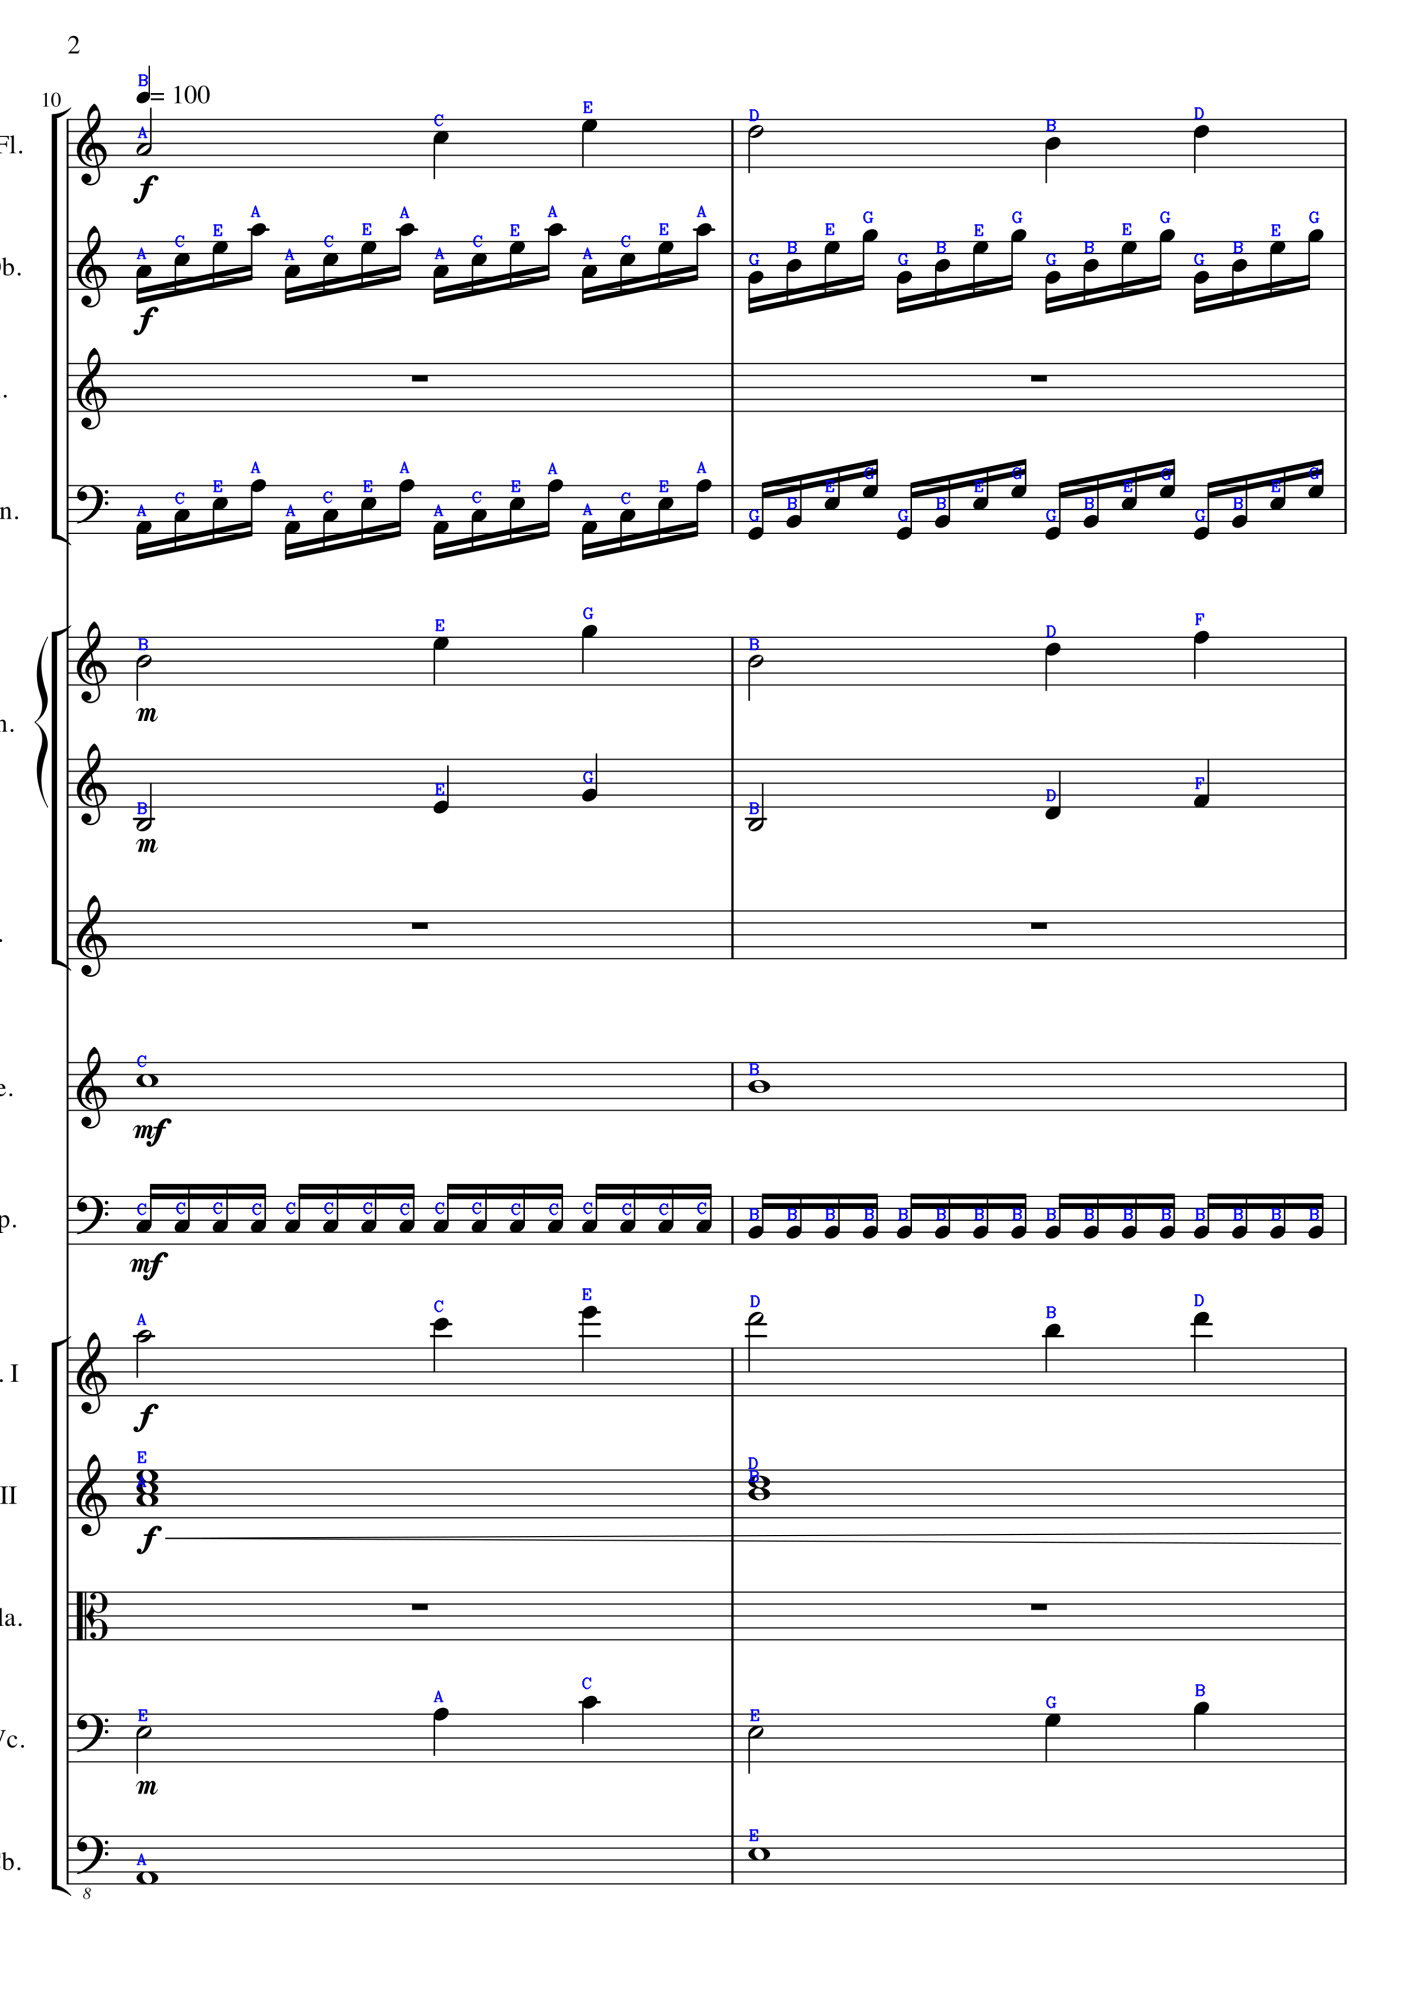 2
10
B
= 100
A C E D B D
Fl.
f
A C E A A C E A A C E A A C E A G B E G G B E G G B E G G B E G
b.
f
.
A C E A A C E A A C E A A C E A G B E G G B E G G B E G G B E G
n.
B E G B D F
m
n.
B E G B D F
m
.
C B
e.
mf
C C C C C C C C C C C C C C C C B B B B B B B B B B B B B B B B
p.
mf
A C E D B D
. I
f
E D
A B
II
f
la.
E A C E G B
Vc.
m
A E
b.
8